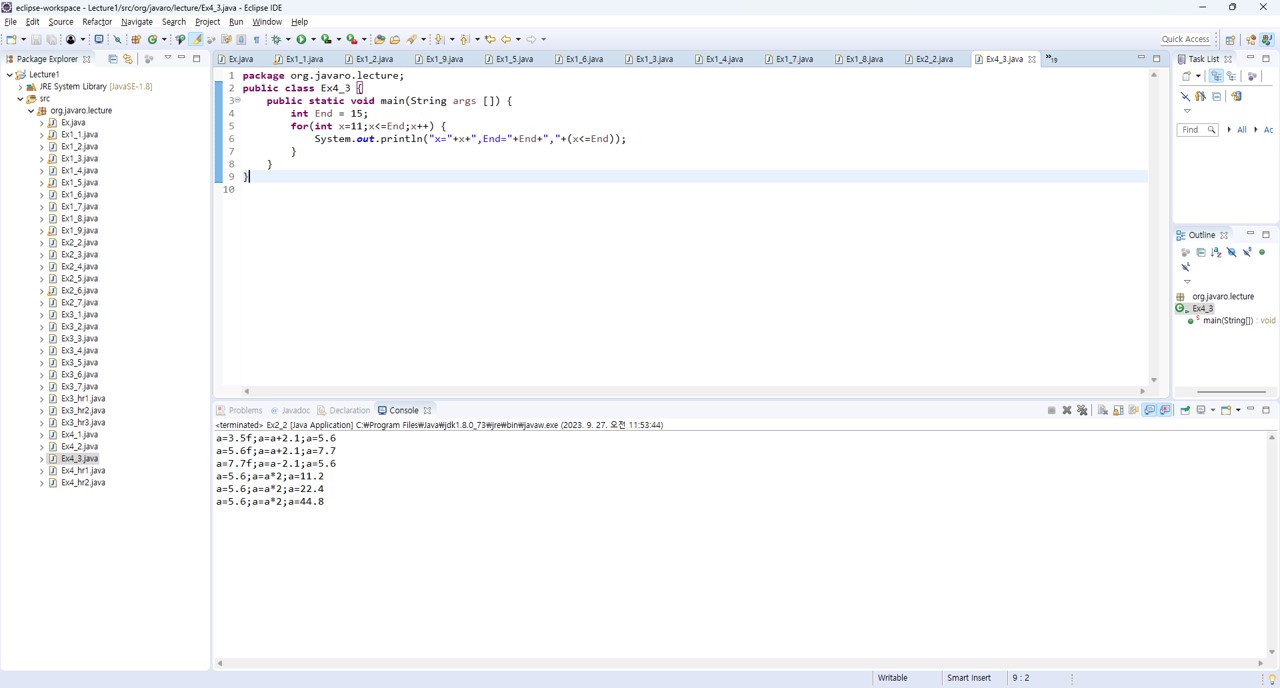 eclipse-workspace - Lecture1/src/org/javaro/lecture/Ex4_3.java - Eclipse IDE
File Edit Source Refactor Navigate Search Project Run Window Help
Quick Access
Package Explorer
Lecture1
JRE System Library [JavaSE-1.8]
src
org.javaro.lecture
Ex.java
Ex1_1.java
Ex1_2.java
Ex1_3.java
Ex1_4.java
Ex1_5.java
Ex1_6.java
Ex1_7.java
Ex1_8.java
Ex1_9.java
Ex2_2.java
Ex2_3.java
Ex2_4.java
Ex2_5.java
Ex2_6.java
Ex2_7.java
Ex3_1.java
Ex3_2.java
Ex3_3.java
Ex3_4.java
Ex3_5.java
Ex3_6.java
Ex3_7.java
Ex3_hr1.java
Ex3_hr2.java
Ex3_hr3.java
Ex4_1.java
Ex4_2.java
Ex4_3.java
Ex4_hr1.java
Ex4_hr2.java
Ex.java Ex1_1.java Ex1_2.java Ex1_9.java Ex1_5.java Ex1_6.java Ex1_3.java Ex1_4.java Ex1_7.java Ex1_8.java Ex2_2.java Ex4_3.java »19
1 package org.javaro.lecture;
2 public class Ex4_3 {
3 public static void main(String args []) {
4 int End = 15;
5 for(int x=11;x<=End;x++) {
6 System.out.println("x="+x+",End="+End+","+(x<=End));
7 }
8 }
9 }
10
Task List
Find All Ac
Outline
org.javaro.lecture
Ex4_3
main(String[]) : void
Problems Javadoc Declaration Console
<terminated> Ex2_2 [Java Application] C:₩Program Files₩Java₩jdk1.8.0_73₩jre₩bin₩javaw.exe (2023. 9. 27. 오전 11:53:44)
a=3.5f;a=a+2.1;a=5.6
a=5.6f;a=a+2.1;a=7.7
a=7.7f;a=a-2.1;a=5.6
a=5.6;a=a*2;a=11.2
a=5.6;a=a*2;a=22.4
a=5.6;a=a*2;a=44.8
Writable Smart Insert 9 : 2